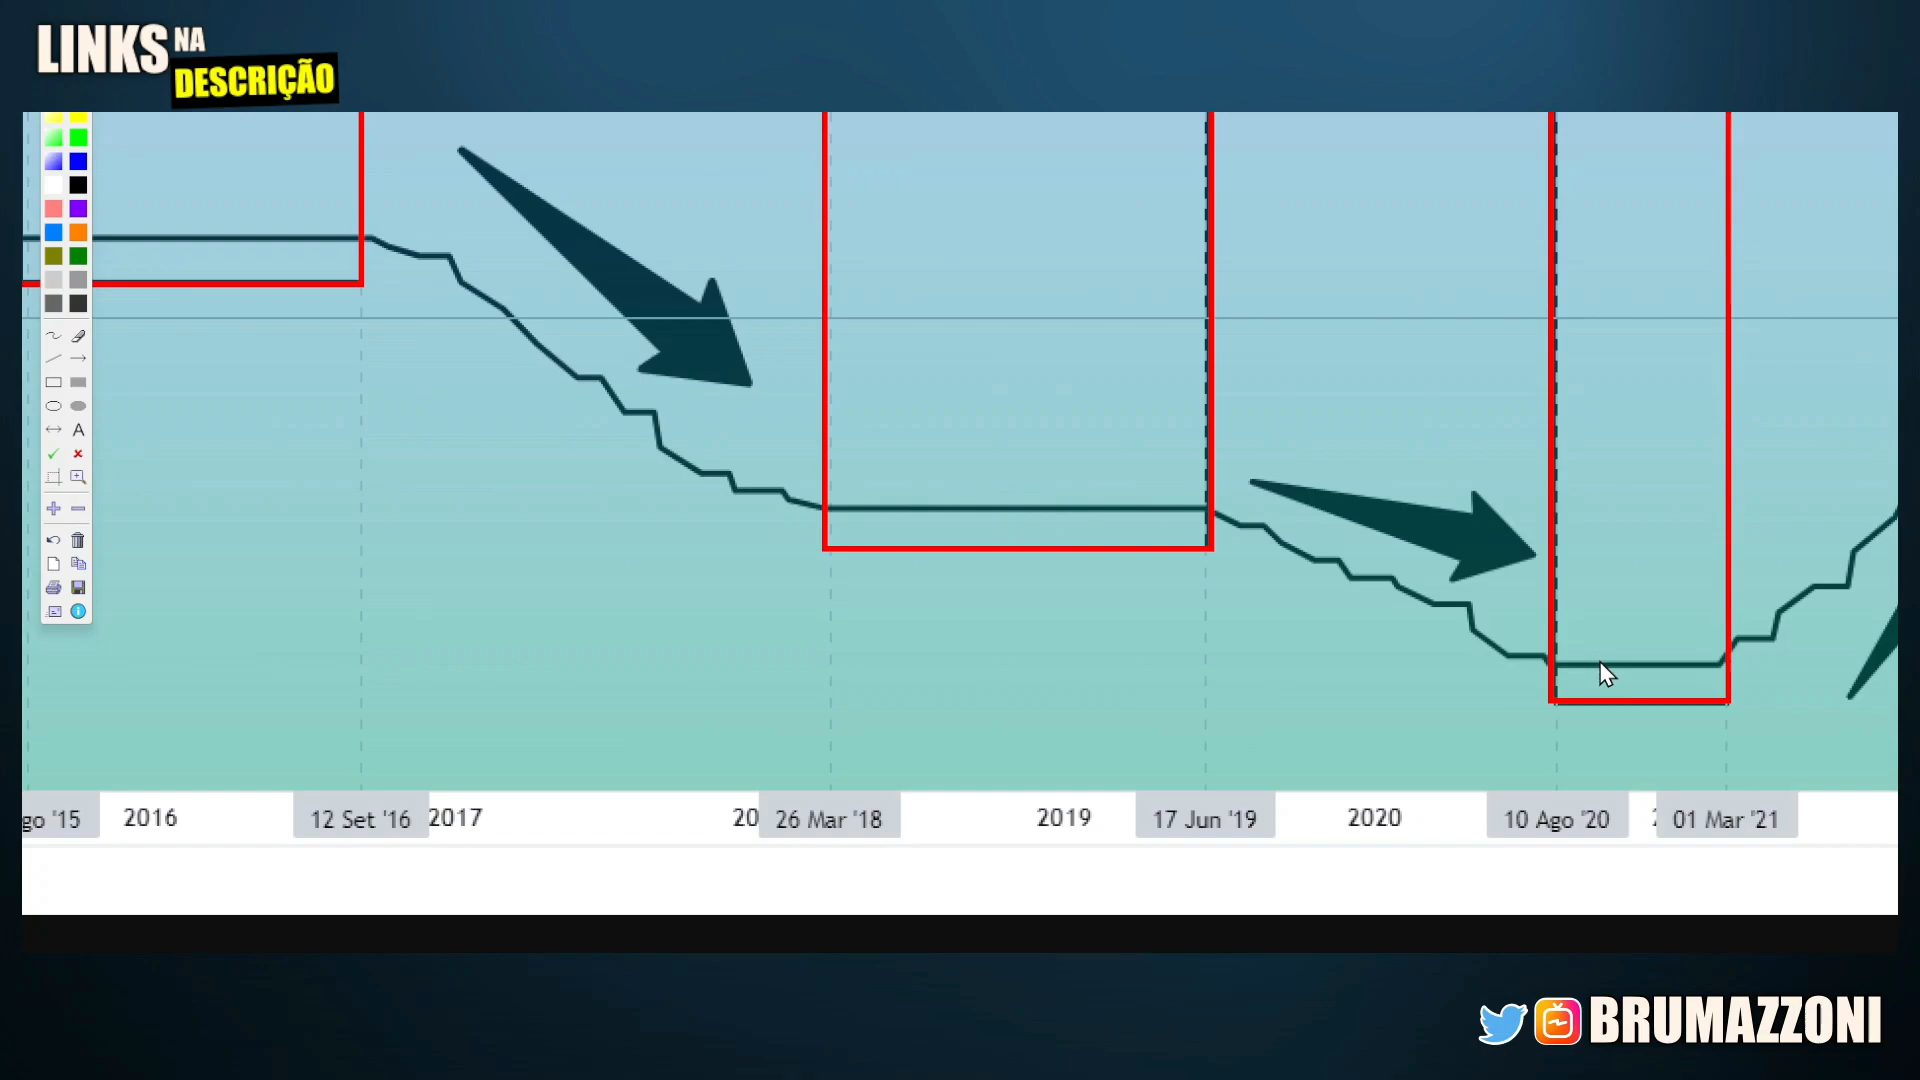 LINKS NA
DESCRIÇÃO
A
go '15 2016 12 Set '16 2017 20 26 Mar '18 2019 17 Jun '19 2020 10 Ago '20 01 Mar '21
BRUMAZZONI